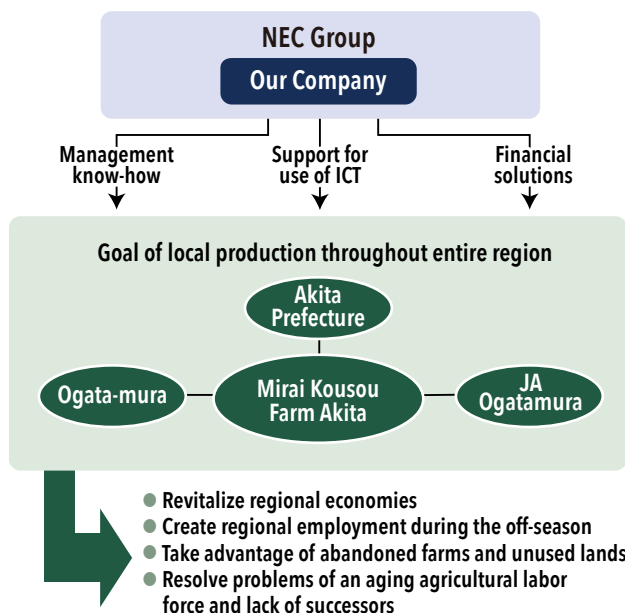 NEC Group
Our Company
Management
know-how
Support for
use of ICT
Financial
solutions
Goal of local production throughout entire region
Akita
Prefecture
Ogata-mura
Mirai Kousou
Farm Akita
JA
Ogatamura
Revitalize regional economies
Create regional employment during the off-season
Take advantage of abandoned farms and unused lands
Resolve problems of an aging agricultural labor
force and lack of successors